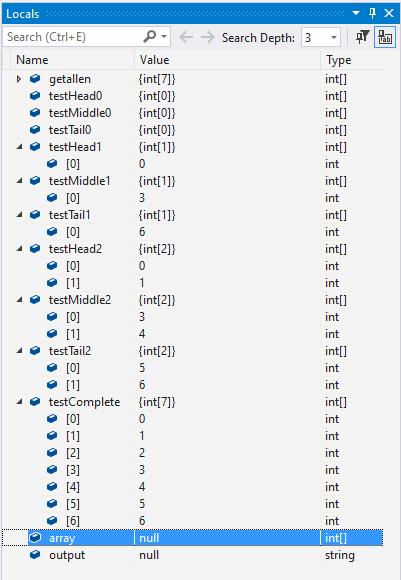 Locals
Search (Ctrl+E) Search Depth: 3
Name Value Type
getallen {int[7]} int[]
testHead0 {int[0]} int[]
testMiddle0 {int[0]} int[]
testTail0 {int[0]} int[]
testHead1 {int[1]} int[]
[0] 0 int
testMiddle1 {int[1]} int[]
[0] 3 int
testTail1 {int[1]} int[]
[0] 6 int
testHead2 {int[2]} int[]
[0] 0 int
[1] 1 int
testMiddle2 {int[2]} int[]
[0] 3 int
[1] 4 int
testTail2 {int[2]} int[]
[0] 5 int
[1] 6 int
testComplete {int[7]} int[]
[0] 0 int
[1] 1 int
[2] 2 int
[3] 3 int
[4] 4 int
[5] 5 int
[6] 6 int
array null int[]
output null string